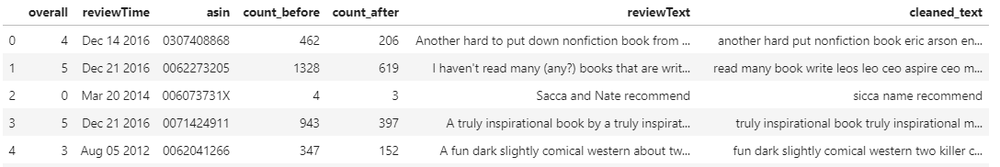 overall reviewTime asin count_before count_after reviewText cleaned_text
0 4 Dec 14 2016 0307408868 462 206 Another hard to put down nonfiction book from ... another hard put nonfiction book eric arson en...
1 5 Dec 21 2016 0062273205 1328 619 I haven't read many (any?) books that are writ... read many book write leos leo ceo aspire ceo m...
2 0 Mar 20 2014 006073731X 4 3 Sacca and Nate recommend sicca name recommend
3 5 Dec 21 2016 0071424911 943 397 A truly inspirational book by a truly inspirat... truly inspirational book truly inspirational m...
4 3 Aug 05 2012 0062041266 347 152 A fun dark slightly comical western about tw... fun dark slightly comical western two killer c...